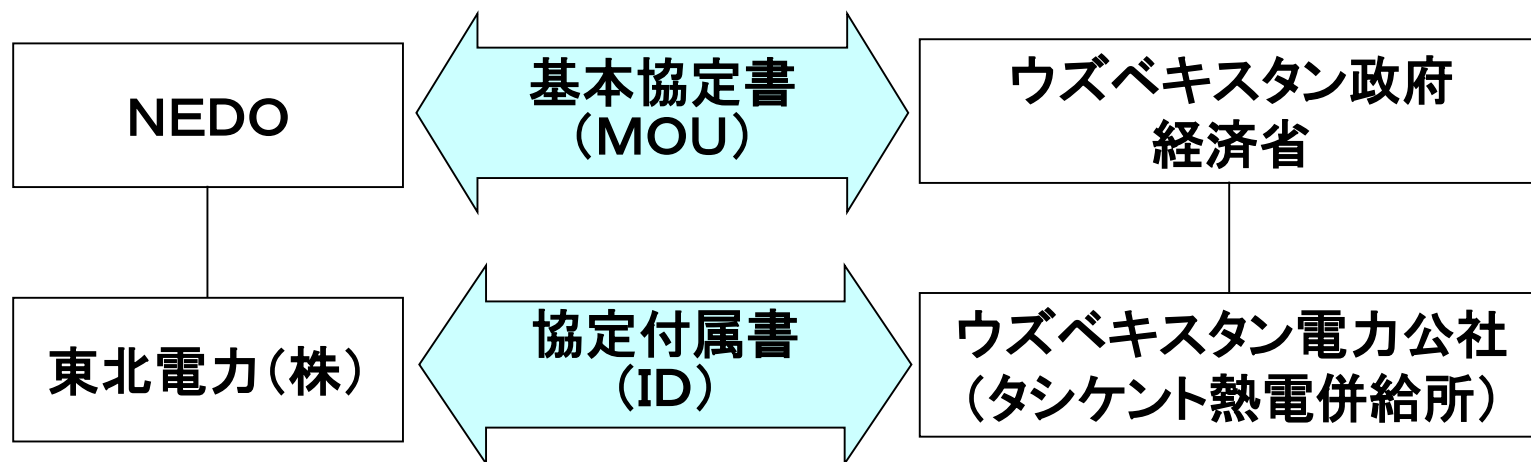 NEDO
基本協定書
(MOU)
ウズベキスタン政府
経済省
東北電力(株)
協定付属書
(ID)
ウズベキスタン電力公社
(タシケント熱電併給所)